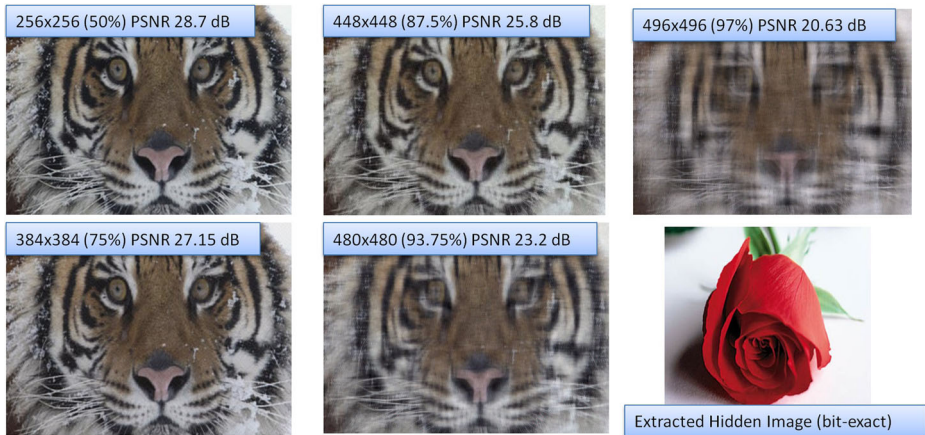 256x256 (50%) PSNR 28.7 dB
448x448 (87.5%) PSNR 25.8 dB
496x496 (97%) PSNR 20.63 dB
384x384 (75%) PSNR 27.15 dB
480x480 (93.75%) PSNR 23.2 dB
Extracted Hidden Image (bit-exact)